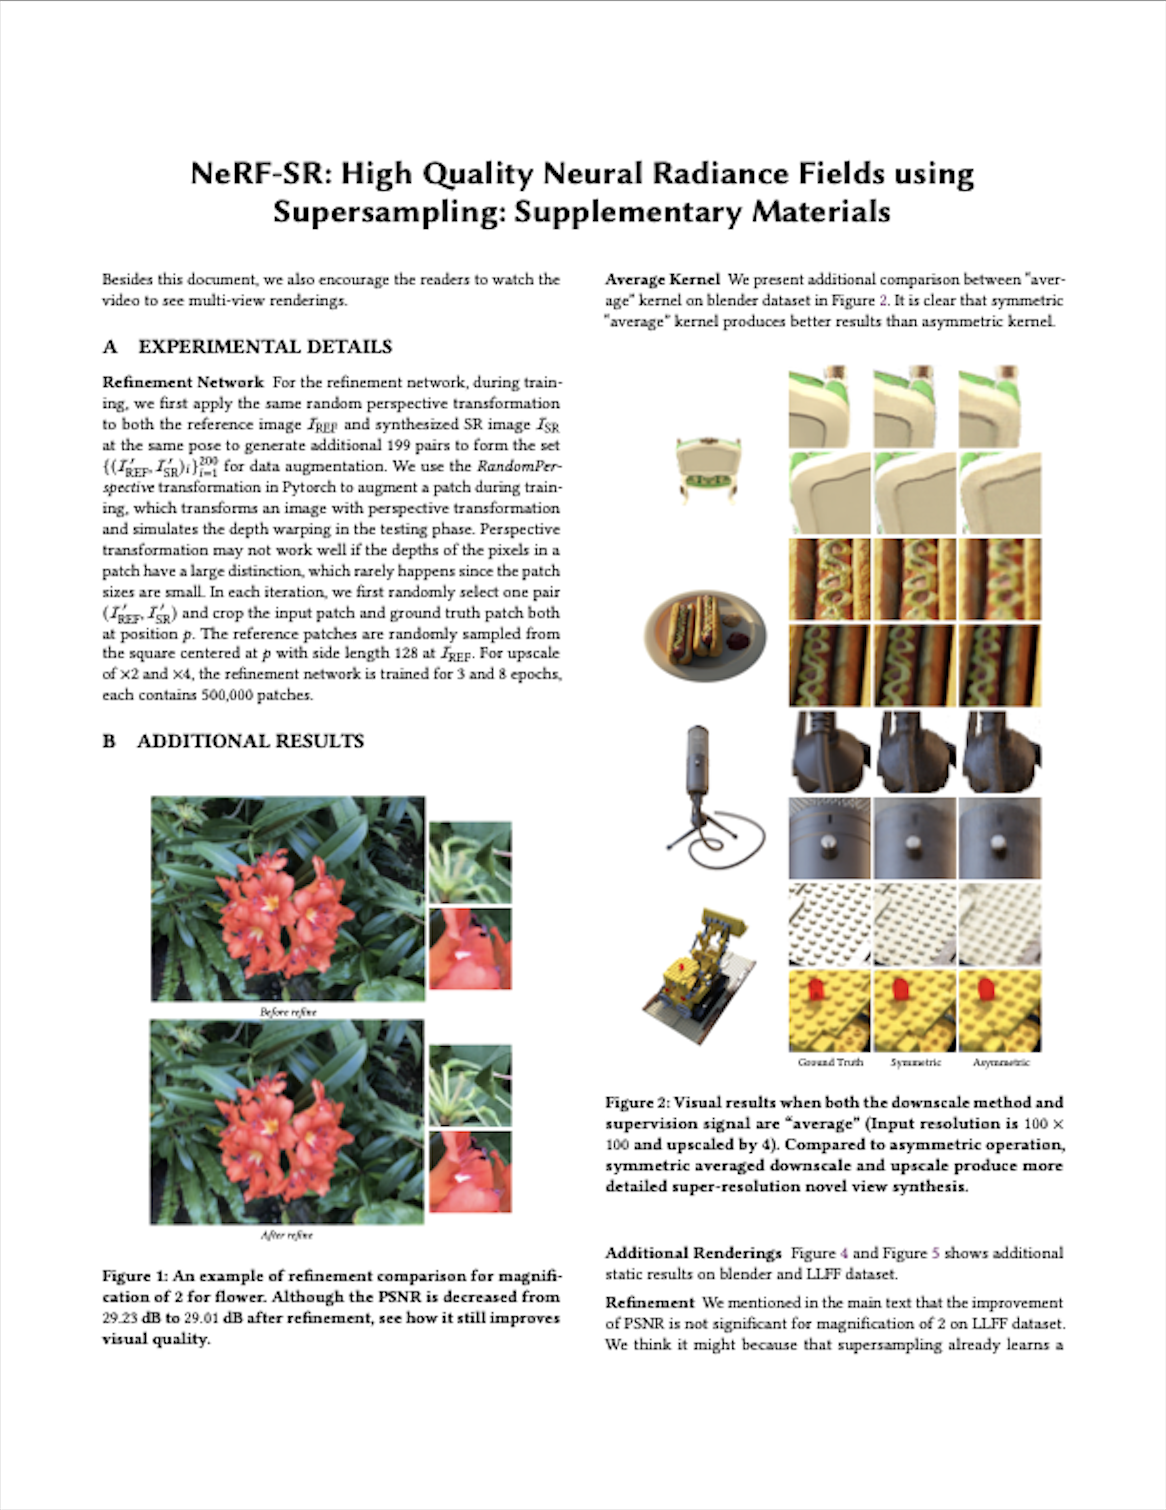 NeRF-SR: High Quality Neural Radiance Fields using
Supersampling: Supplementary Materials
Besides this document, we also encourage the readers to watch the
video to see multi-view renderings.
A EXPERIMENTAL DETAILS
Refinement Network For the refinement network, during train-
ing, we first apply the same random perspective transformation
to both the reference image I_REF and synthesized SR image I_SR
at the same pose to generate additional 199 pairs to form the set
{(I′_REF, I′_SR)_i}_{i=1}^{200} for data augmentation. We use the RandomPer-
spective transformation in Pytorch to augment a patch during train-
ing, which transforms an image with perspective transformation
and simulates the depth warping in the testing phase. Perspective
transformation may not work well if the depths of the pixels in a
patch have a large distinction, which rarely happens since the patch
sizes are small. In each iteration, we first randomly select one pair
(I′_REF, I′_SR) and crop the input patch and ground truth patch both
at position p. The reference patches are randomly sampled from
the square centered at p with side length 128 at I_REF. For upscale
of ×2 and ×4, the refinement network is trained for 3 and 8 epochs,
each contains 500,000 patches.
B ADDITIONAL RESULTS
Before refine
After refine
Figure 1: An example of refinement comparison for magnifi-
cation of 2 for flower. Although the PSNR is decreased from
29.23 dB to 29.01 dB after refinement, see how it still improves
visual quality.
Average Kernel We present additional comparison between "aver-
age" kernel on blender dataset in Figure 2. It is clear that symmetric
"average" kernel produces better results than asymmetric kernel.
Ground Truth Symmetric Asymmetric
Figure 2: Visual results when both the downscale method and
supervision signal are “average” (Input resolution is 100 ×
100 and upscaled by 4). Compared to asymmetric operation,
symmetric averaged downscale and upscale produce more
detailed super-resolution novel view synthesis.
Additional Renderings Figure 4 and Figure 5 shows additional
static results on blender and LLFF dataset.
Refinement We mentioned in the main text that the improvement
of PSNR is not significant for magnification of 2 on LLFF dataset.
We think it might because that supersampling already learns a